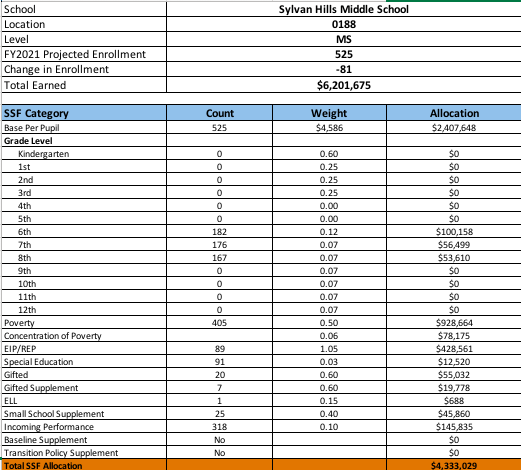 School Sylvan Hills Middle School
Location 0188
Level MS
FY2021 Projected Enrollment 525
Change in Enrollment -81
Total Earned $6,201,675
SSF Category Count Weight Allocation
Base Per Pupil 525 $4,586 $2,407,648
Grade Level
Kindergarten 0 0.60 $0
1st 0 0.25 $0
2nd 0 0.25 $0
3rd 0 0.25 $0
4th 0 0.00 $0
5th 0 0.00 $0
6th 182 0.12 $100,158
7th 176 0.07 $56,499
8th 167 0.07 $53,610
9th 0 0.07 $0
10th 0 0.07 $0
11th 0 0.07 $0
12th 0 0.07 $0
Poverty 405 0.50 $928,664
Concentration of Poverty 0.06 $78,175
EIP/REP 89 1.05 $428,561
Special Education 91 0.03 $12,520
Gifted 20 0.60 $55,032
Gifted Supplement 7 0.60 $19,778
ELL 1 0.15 $688
Small School Supplement 25 0.40 $45,860
Incoming Performance 318 0.10 $145,835
Baseline Supplement No $0
Transition Policy Supplement No $0
Total SSF Allocation $4,333,029